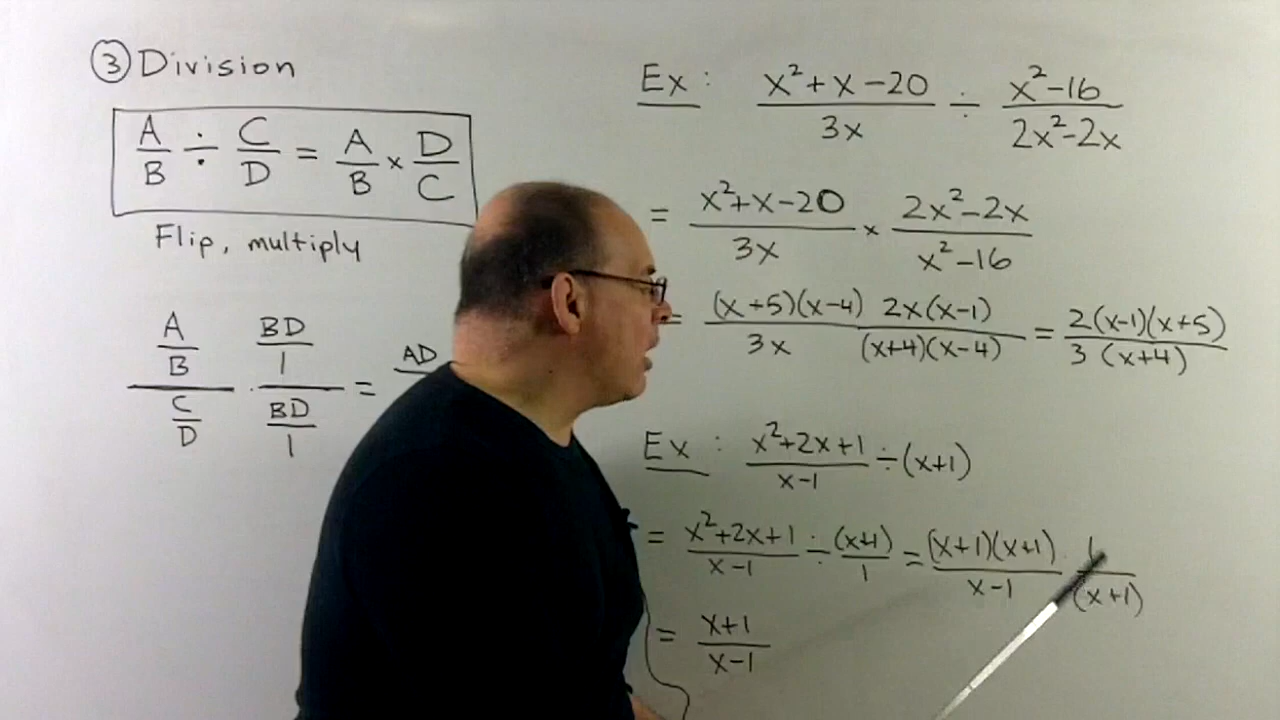 ③ Division
A/B ÷ C/D = A/B × D/C
Flip, multiply
(A/B)/(C/D) · (BD/1)/(BD/1) = AD
Ex: (x²+x-20)/(3x) ÷ (x²-16)/(2x²-2x)
= (x²+x-20)/(3x) × (2x²-2x)/(x²-16)
= (x+5)(x-4)/(3x) 2x(x-1)/((x+4)(x-4)) = 2(x-1)(x+5)/(3(x+4))
Ex: (x²+2x+1)/(x-1) ÷ (x+1)
= (x²+2x+1)/(x-1) ÷ (x+1)/1 = (x+1)(x+1)/(x-1) · 1/(x+1)
= (x+1)/(x-1)